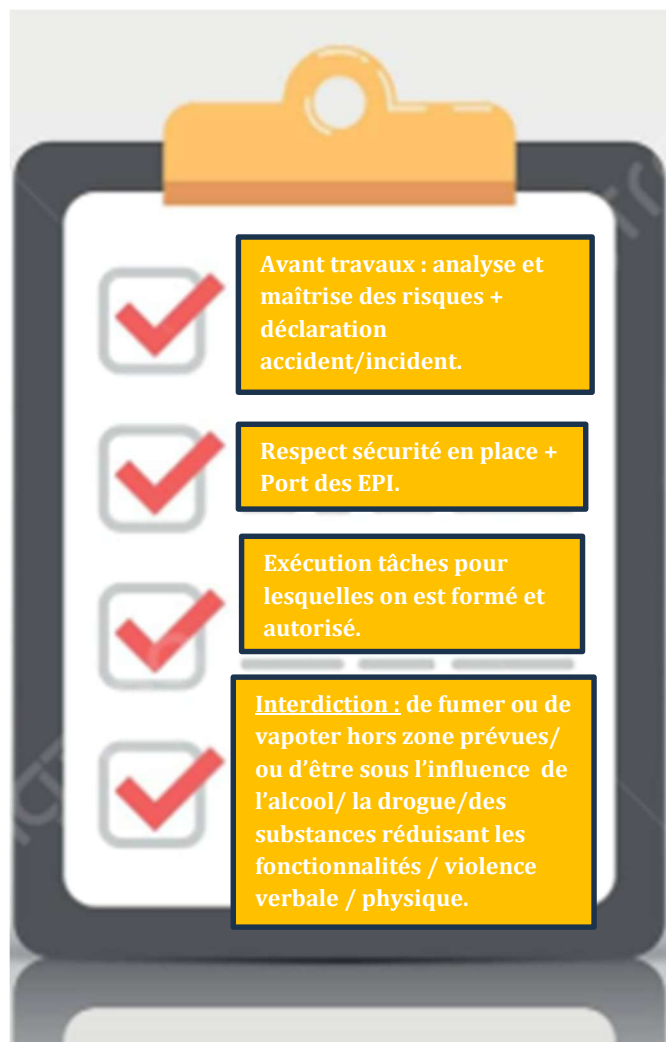 Avant travaux : analyse et
maîtrise des risques +
déclaration
accident/incident.
Respect sécurité en place +
Port des EPI.
Exécution tâches pour
lesquelles on est formé et
autorisé.
Interdiction : de fumer ou de
vapoter hors zone prévues/
ou d’être sous l’influence de
l’alcool/ la drogue/des
substances réduisant les
fonctionnalités / violence
verbale / physique.